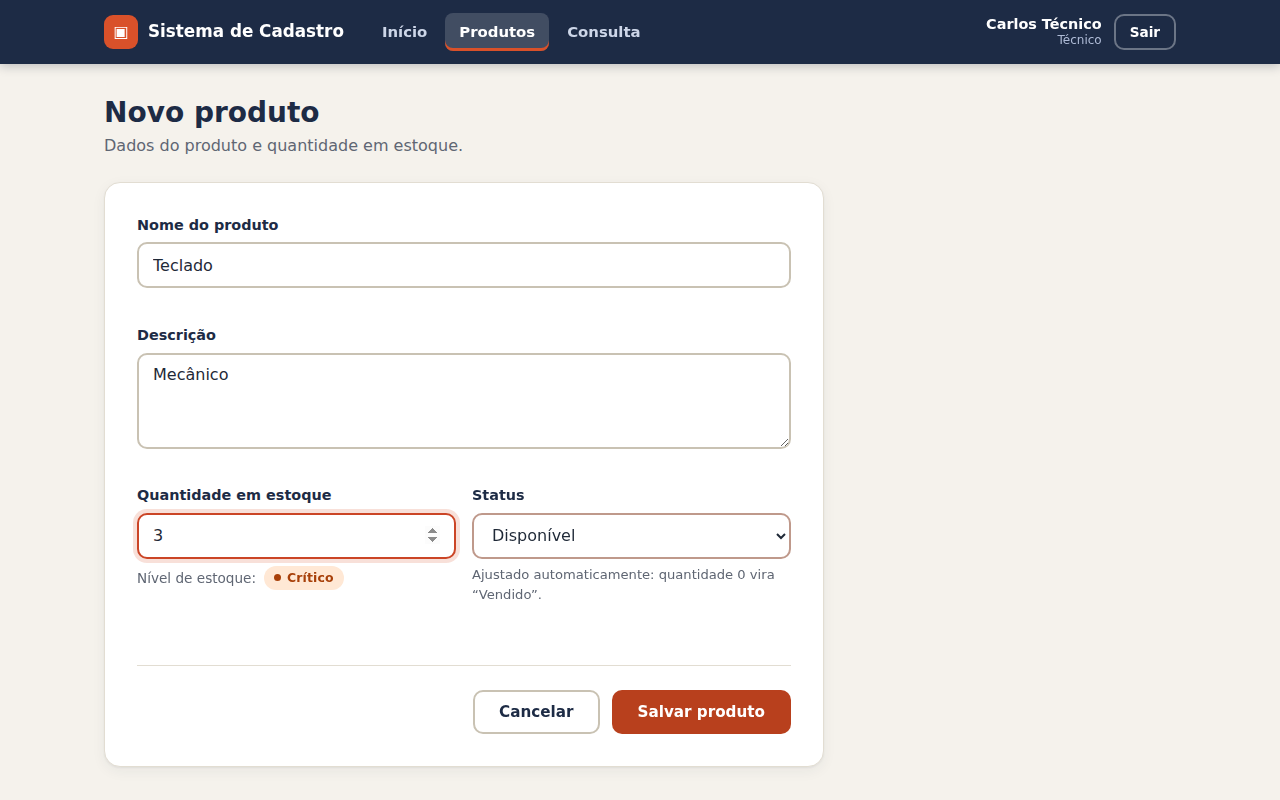 Sistema de Cadastro
Início
Produtos
Consulta
Carlos Técnico
Técnico
Sair
Novo produto
Dados do produto e quantidade em estoque.
Nome do produto
Teclado
Descrição
Mecânico
Quantidade em estoque
Status
3
Disponível
Nível de estoque:
Crítico
Ajustado automaticamente: quantidade 0 vira
“Vendido”.
Cancelar
Salvar produto